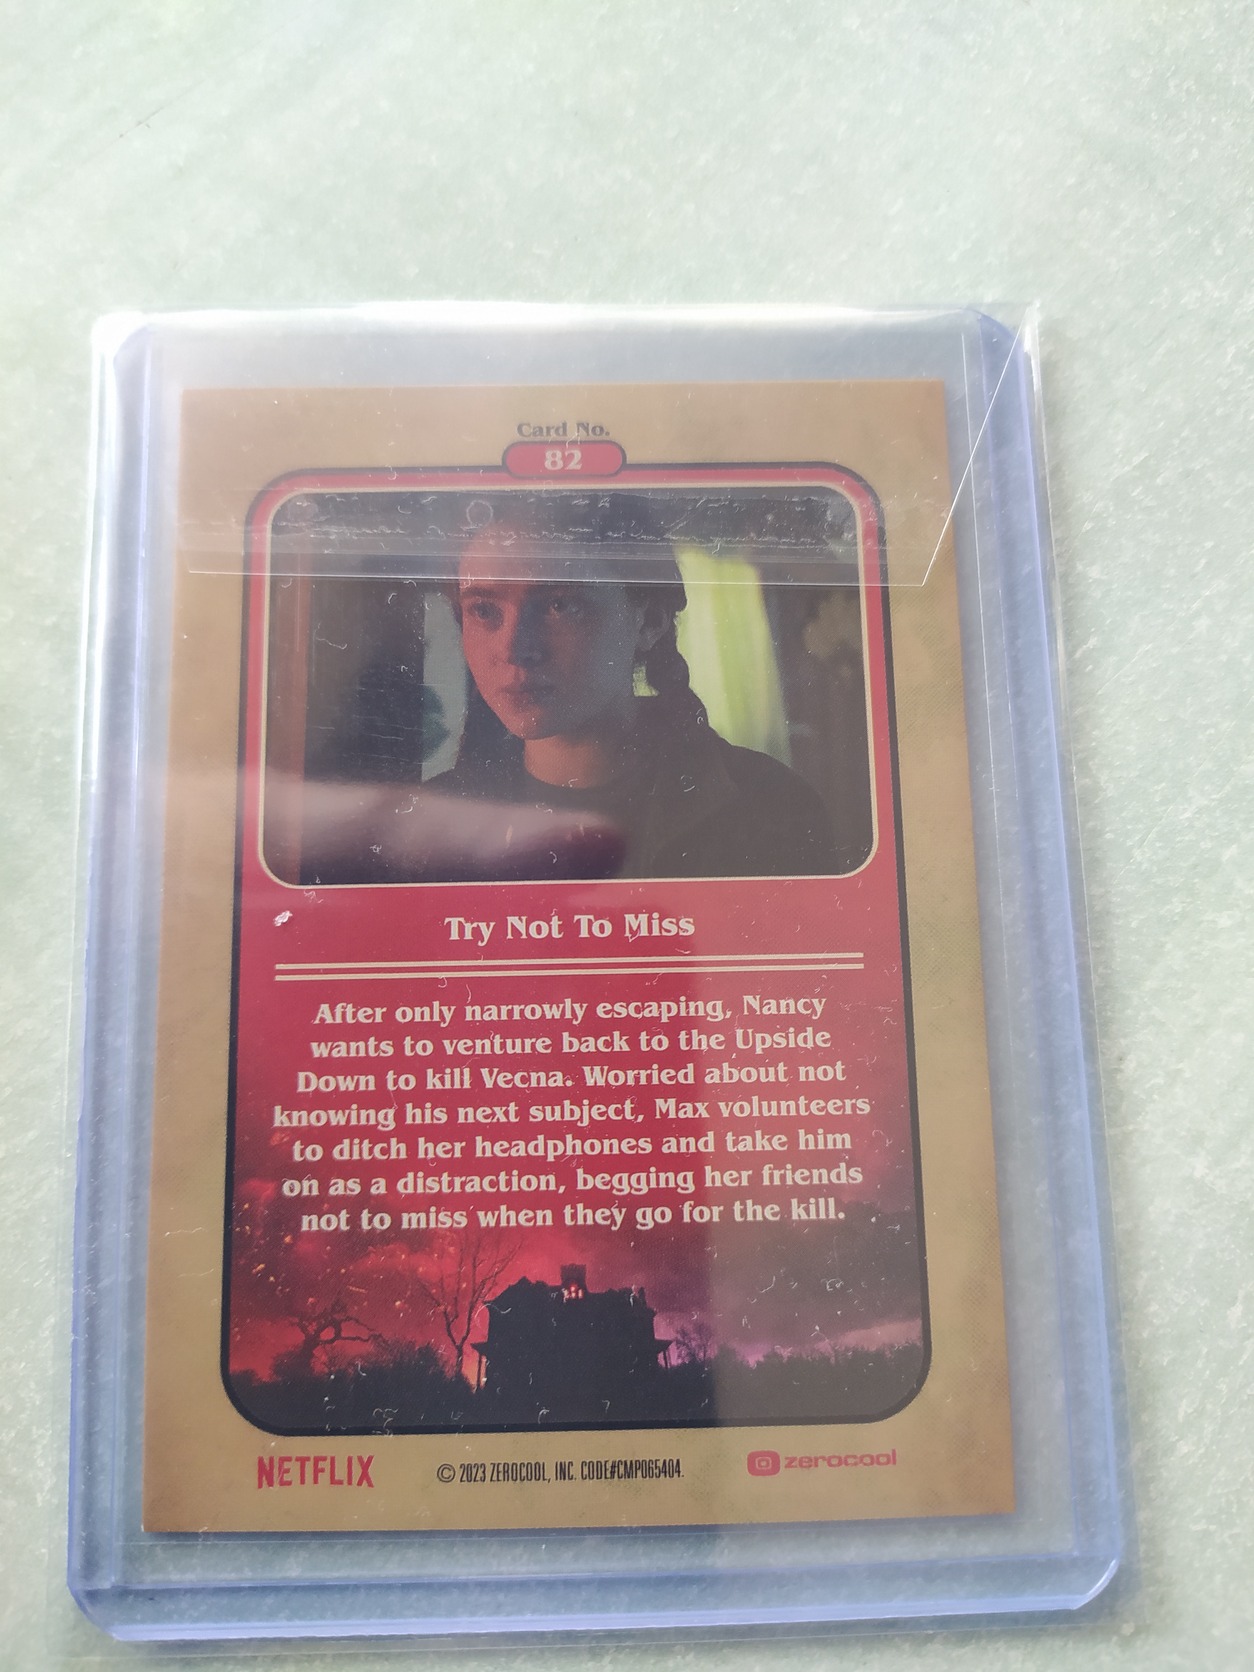 Card No.
82
Try Not To Miss
After only narrowly escaping, Nancy
wants to venture back to the Upside
Down to kill Vecna. Worried about not
knowing his next subject, Max volunteers
to ditch her headphones and take him
on as a distraction, begging her friends
not to miss when they go for the kill.
NETFLIX © 2023 ZEROCOOL, INC. CODE#CMP065404. zerocool